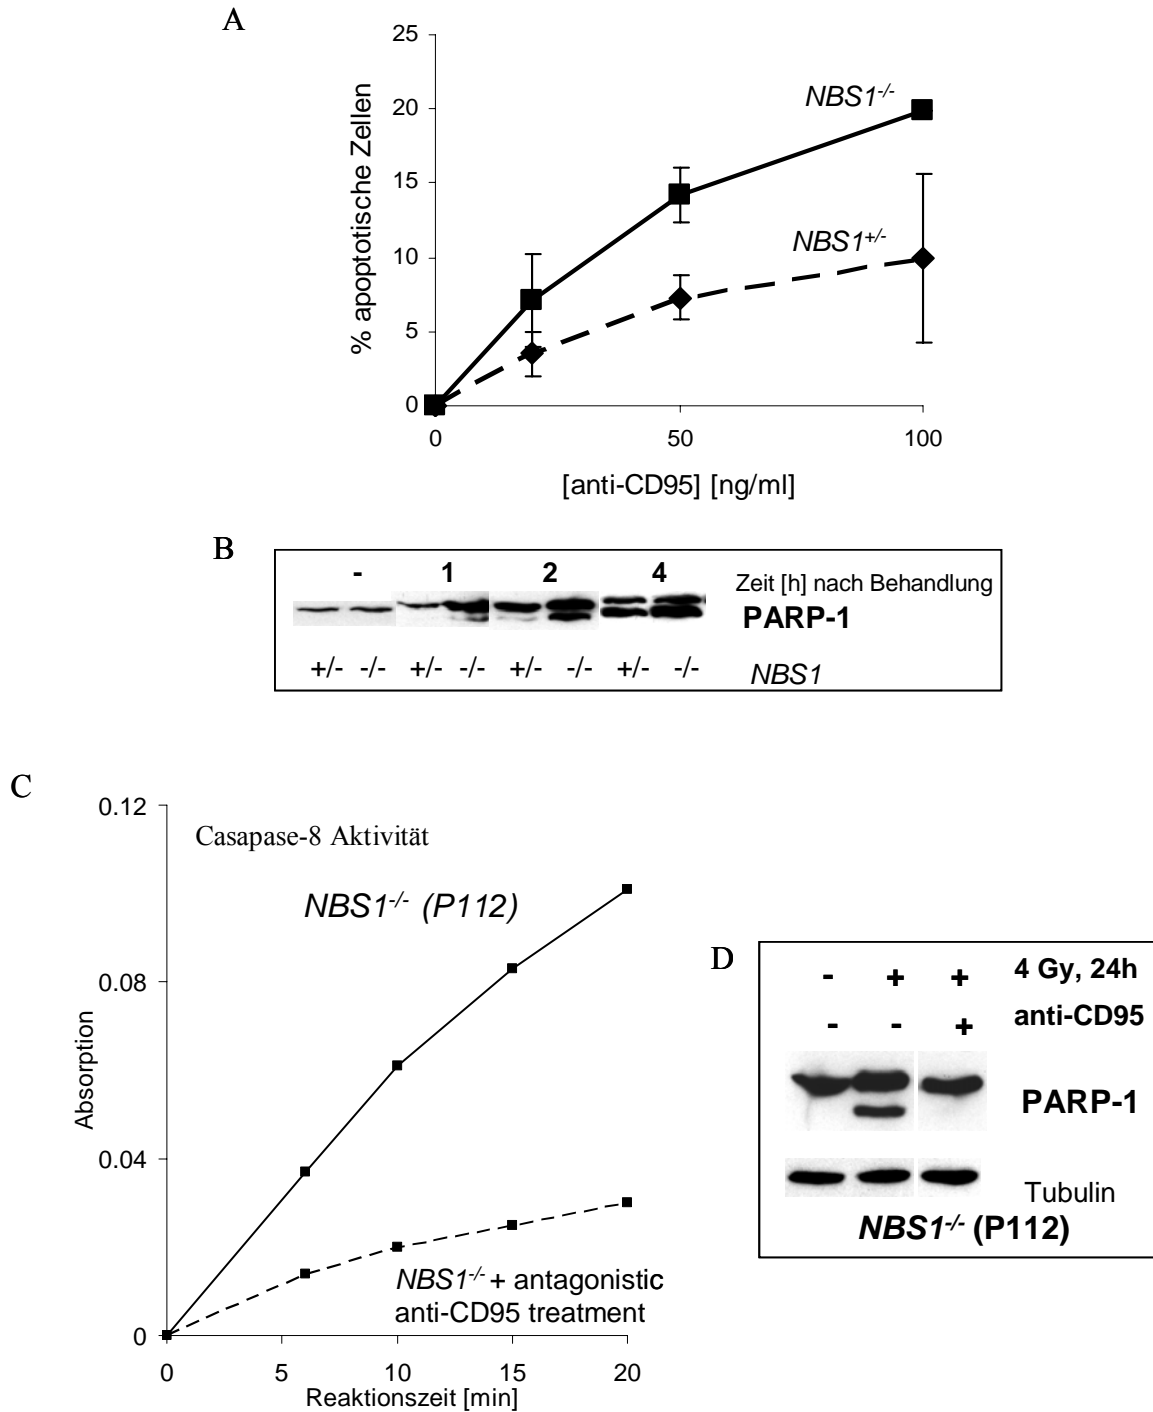 A
25
20
15
10
5
0
% apoptotische Zellen
NBS1-/-
NBS1+/-
0 50 100
[anti-CD95] [ng/ml]
B
- 1 2 4 Zeit [h] nach Behandlung
PARP-1
+/- -/- +/- -/- +/- -/- +/- -/- NBS1
C
0.12
0.08
0.04
0
Absorption
Casapase-8 Aktivität
NBS1-/- (P112)
NBS1-/- + antagonistic
anti-CD95 treatment
0 5 10 15 20
Reaktionszeit [min]
D
- + + 4 Gy, 24h
- - + anti-CD95
PARP-1
Tubulin
NBS1-/- (P112)